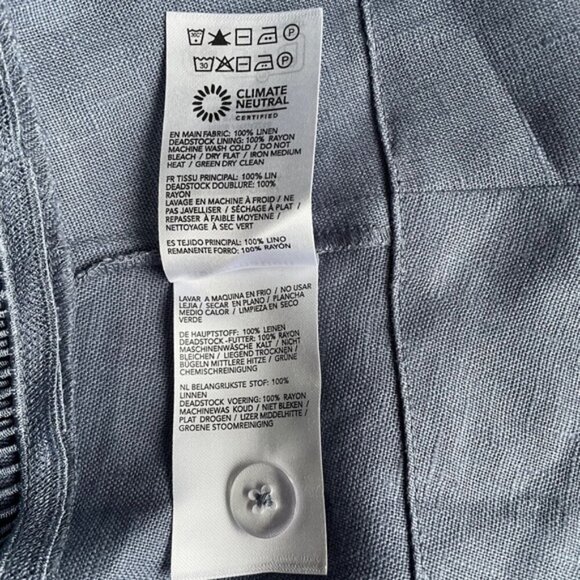 30
P
30
P
CLIMATE
NEUTRAL
CERTIFIED
EN MAIN FABRIC: 100% LINEN
DEADSTOCK LINING: 100% RAYON
MACHINE WASH COLD / DO NOT
BLEACH / DRY FLAT / IRON MEDIUM
HEAT / GREEN DRY CLEAN
FR TISSU PRINCIPAL: 100% LIN
DEADSTOCK DOUBLURE: 100%
RAYON
LAVAGE EN MACHINE À FROID / NE
PAS JAVELLISER / SÉCHAGE À PLAT /
REPASSER À FAIBLE MOYENNE /
NETTOYAGE À SEC VERT
ES TEJIDO PRINCIPAL: 100% LINO
REMANENTE FORRO: 100% RAYÓN
LAVAR A MAQUINA EN FRIO / NO USAR
LEJIA / SECAR EN PLANO / PLANCHA
MEDIO CALOR / LIMPIEZA EN SECO
VERDE
DE HAUPTSTOFF: 100% LEINEN
DEADSTOCK -FUTTER: 100% RAYON
MASCHINENWÄSCHE KALT / NICHT
BLEICHEN / LIEGEND TROCKNEN /
BÜGELN MITTLERE HITZE / GRÜNE
CHEMISCHREINIGUNG
NL BELANGRIJKSTE STOF: 100%
LINNEN
DEADSTOCK VOERING: 100% RAYON
MACHINEWAS KOUD / NIET BLEKEN /
PLAT DROGEN / IJZER MIDDELHITTE /
GROENE STOOMREINIGING